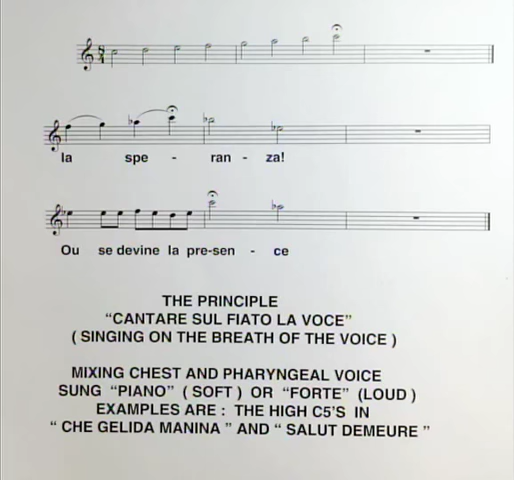 la spe - ran - za!
Ou se devine la pre-sen - ce
THE PRINCIPLE
“CANTARE SUL FIATO LA VOCE”
( SINGING ON THE BREATH OF THE VOICE )
MIXING CHEST AND PHARYNGEAL VOICE
SUNG “PIANO” ( SOFT ) OR “FORTE” (LOUD )
EXAMPLES ARE : THE HIGH C5'S IN
“ CHE GELIDA MANINA ” AND “ SALUT DEMEURE ”